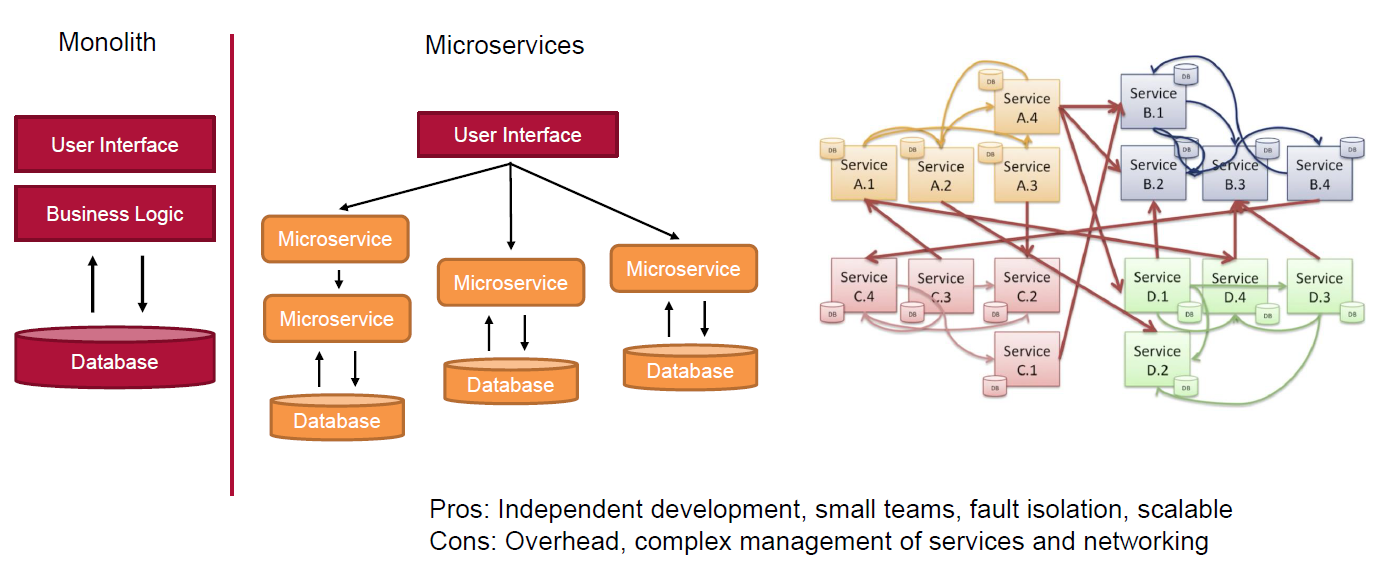 Monolith
User Interface
Business Logic
Database
Microservices
User Interface
Microservice
Microservice
Database
Microservice
Database
Microservice
Database
DB
Service
A.4
DB
Service
B.1
DB
Service
A.1
DB
Service
A.2
DB
Service
A.3
Service
B.2
DB
Service
B.3
DB
Service
B.4
DB
Service
C.4
DB
Service
C.3
DB
Service
C.2
DB
Service
D.1
DB
Service
D.4
DB
Service
D.3
DB
Service
C.1
DB
Service
D.2
DB
Pros: Independent development, small teams, fault isolation, scalable
Cons: Overhead, complex management of services and networking